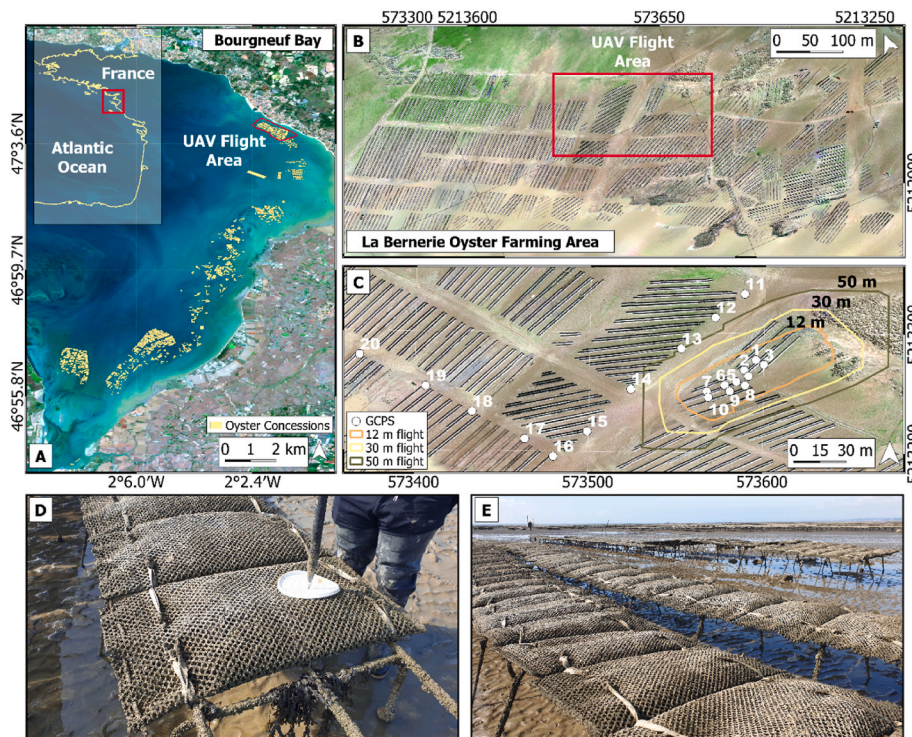 Bourgneuf Bay
France
Atlantic
Ocean
UAV Flight
Area
47°3.6'N
46°59.7'N
46°55.8'N
Oyster Concessions
A
0 1 2 km
2°6.0'W
2°2.4'W
573300 5213600
573650
5213250
B
UAV Flight
Area
0 50 100 m
5213000
La Bernerie Oyster Farming Area
C
50 m
30 m
12 m
11
12
13
14
20
19
18
17
16
15
1
2
3
6
5
7
8
9
10
GCPS
12 m flight
30 m flight
50 m flight
0 15 30 m
5213300
5213200
573400
573500
573600
D
E